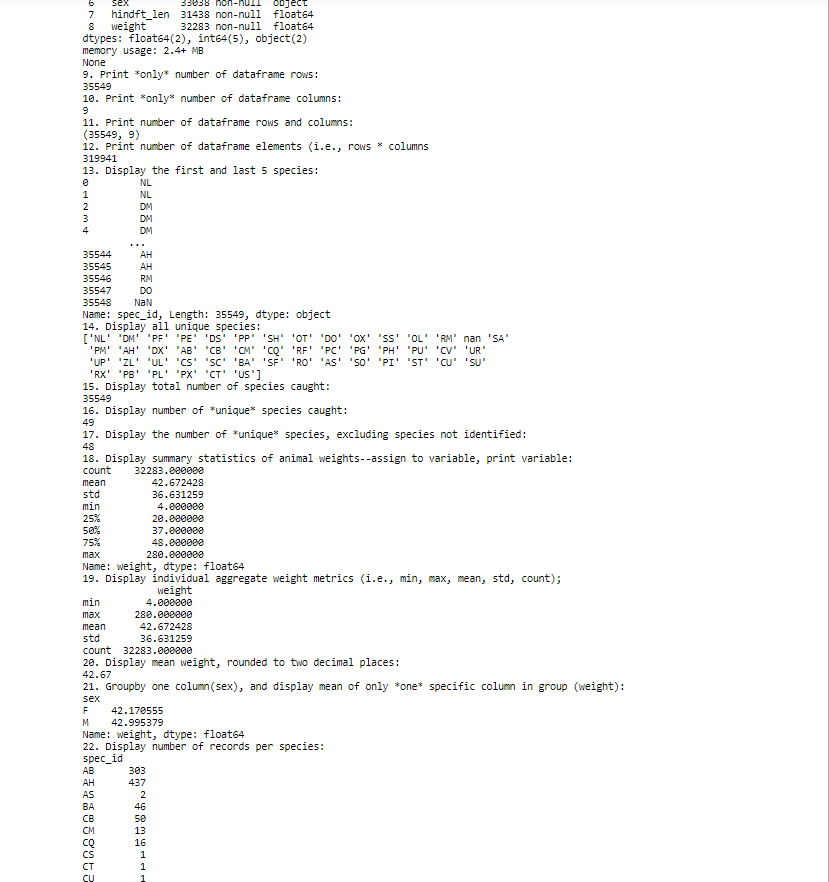 6 sex 33038 non-null object
7 hindft_len 31438 non-null float64
8 weight 32283 non-null float64
dtypes: float64(2), int64(5), object(2)
memory usage: 2.4+ MB
None
9. Print *only* number of dataframe rows:
35549
10. Print *only* number of dataframe columns:
9
11. Print number of dataframe rows and columns:
(35549, 9)
12. Print number of dataframe elements (i.e., rows * columns
319941
13. Display the first and last 5 species:
0 NL
1 NL
2 DM
3 DM
4 DM
...
35544 AH
35545 AH
35546 RM
35547 DO
35548 NaN
Name: spec_id, Length: 35549, dtype: object
14. Display all unique species:
['NL' 'DM' 'PF' 'PE' 'DS' 'PP' 'SH' 'OT' 'DO' 'OX' 'SS' 'OL' 'RM' nan 'SA'
'PM' 'AH' 'DX' 'AB' 'CB' 'CM' 'CQ' 'RF' 'PC' 'PG' 'PH' 'PU' 'CV' 'UR'
'UP' 'ZL' 'UL' 'CS' 'SC' 'BA' 'SF' 'RO' 'AS' 'SO' 'PI' 'ST' 'CU' 'SU'
'RX' 'PB' 'PL' 'PX' 'CT' 'US']
15. Display total number of species caught:
35549
16. Display number of *unique* species caught:
49
17. Display the number of *unique* species, excluding species not identified:
48
18. Display summary statistics of animal weights--assign to variable, print variable:
count 32283.000000
mean 42.672428
std 36.631259
min 4.000000
25% 20.000000
50% 37.000000
75% 48.000000
max 280.000000
Name: weight, dtype: float64
19. Display individual aggregate weight metrics (i.e., min, max, mean, std, count);
weight
min 4.000000
max 280.000000
mean 42.672428
std 36.631259
count 32283.000000
20. Display mean weight, rounded to two decimal places:
42.67
21. Groupby one column(sex), and display mean of only *one* specific column in group (weight):
sex
F 42.170555
M 42.995379
Name: weight, dtype: float64
22. Display number of records per species:
spec_id
AB 303
AH 437
AS 2
BA 46
CB 50
CM 13
CQ 16
CS 1
CT 1
CU 1